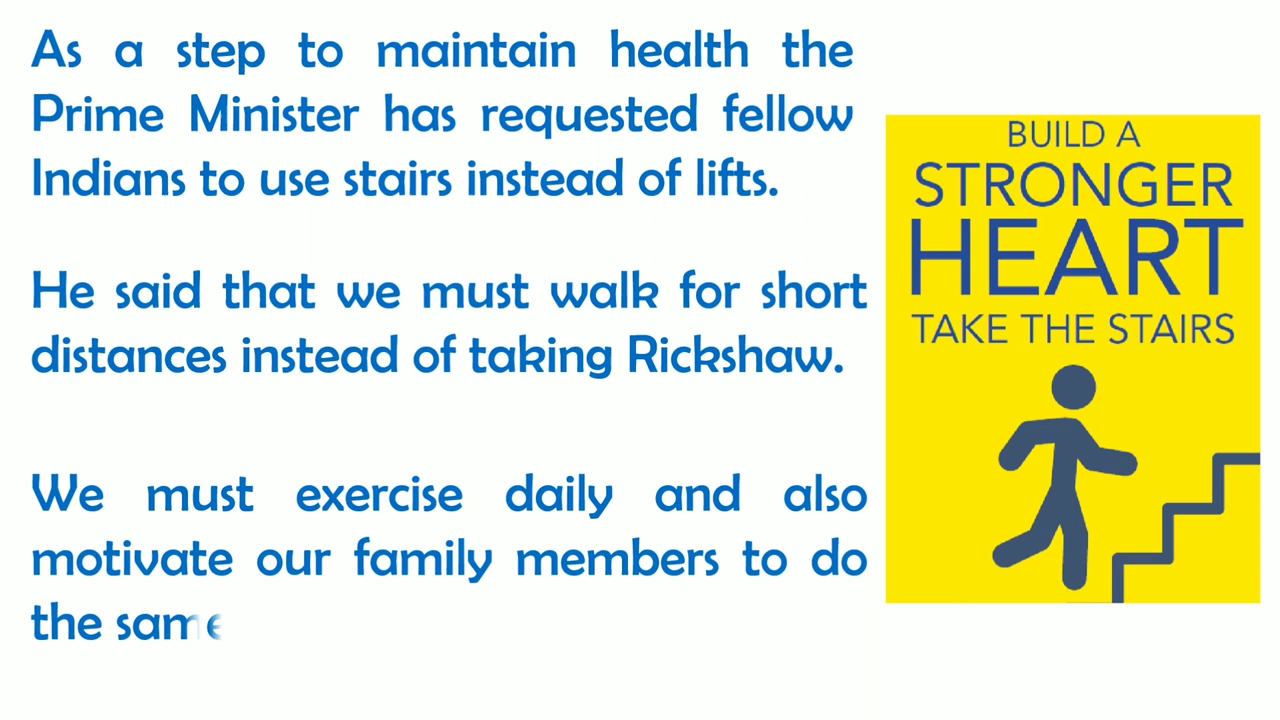 As a step to maintain health the
Prime Minister has requested fellow
Indians to use stairs instead of lifts.
He said that we must walk for short
distances instead of taking Rickshaw.
We must exercise daily and also
motivate our family members to do
the same
BUILD A
STRONGER
HEART
TAKE THE STAIRS